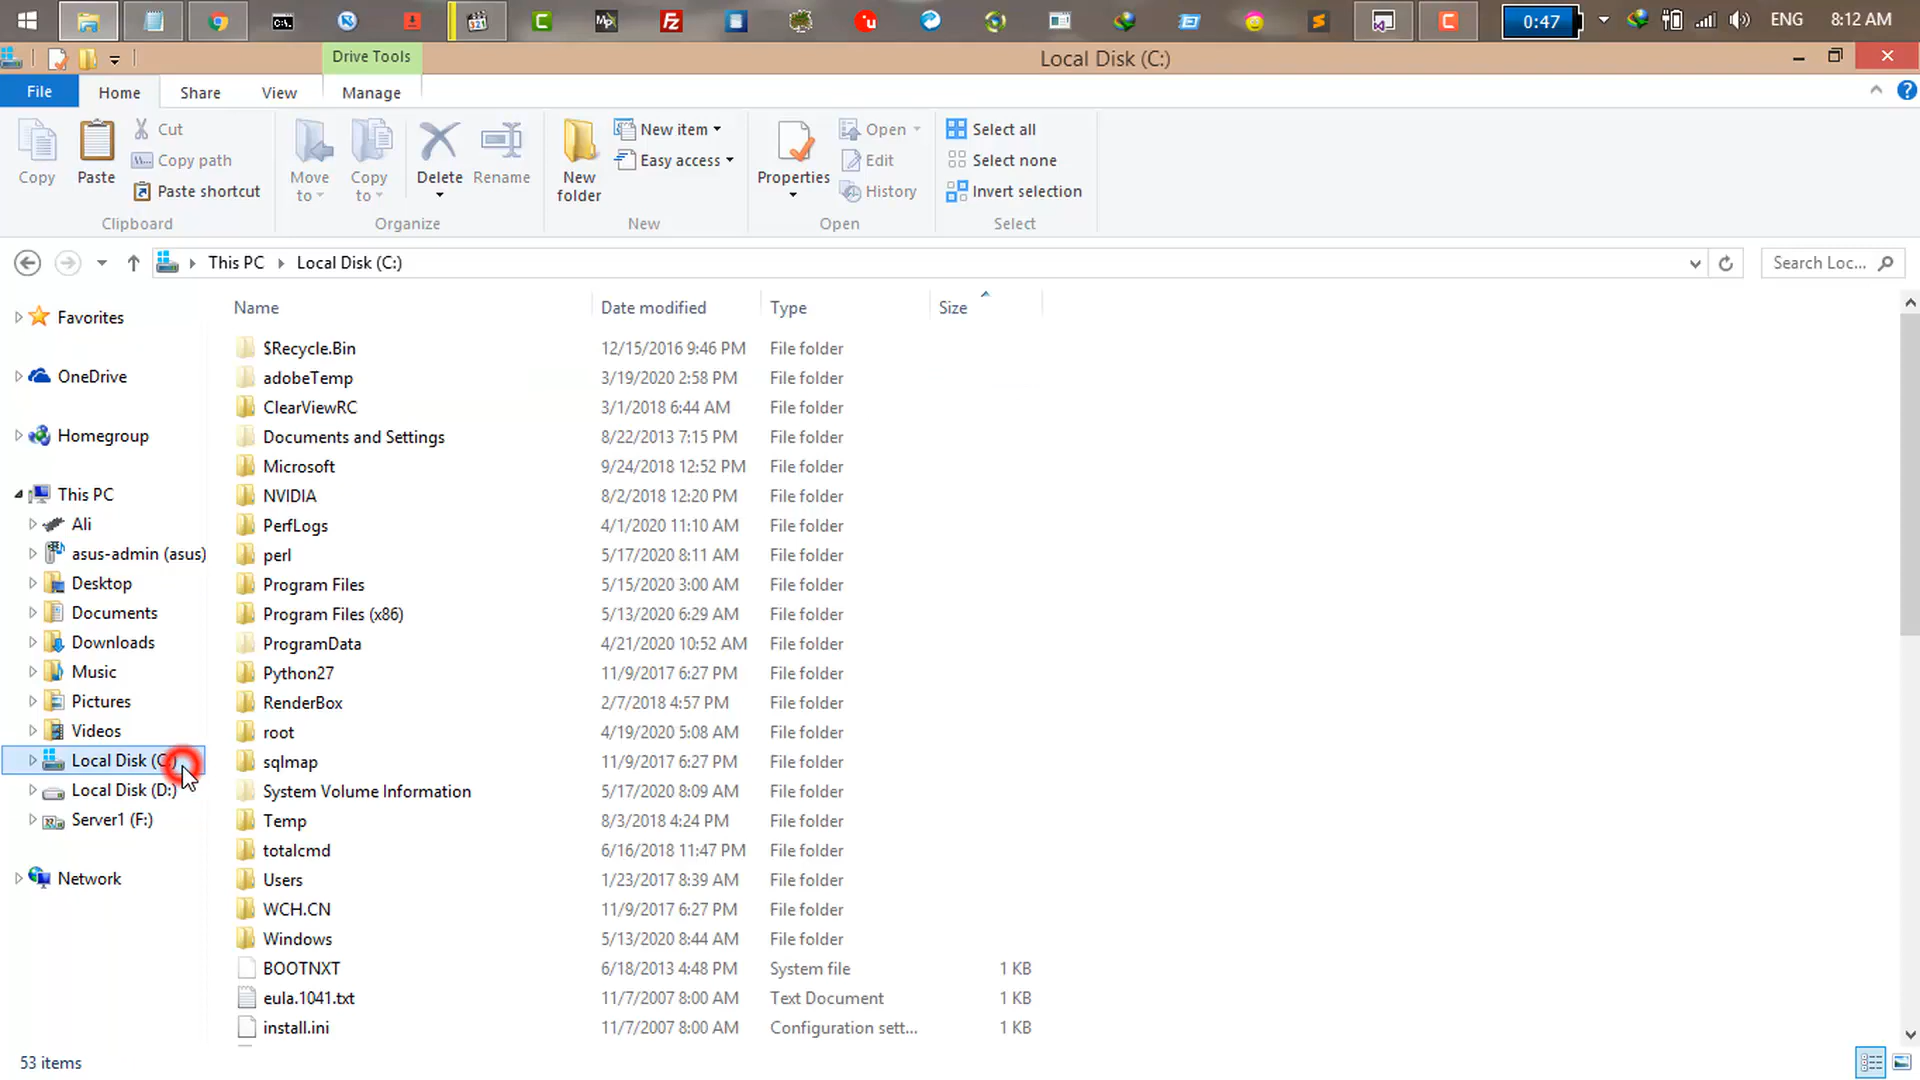 0:47
ENG
8:12 AM
Drive Tools
Local Disk (C:)
File
Home
Share
View
Manage
Copy
Paste
Cut
Copy path
Paste shortcut
Clipboard
Move to
Copy to
Delete
Rename
Organize
New folder
New item
Easy access
New
Properties
Open
Edit
History
Open
Select all
Select none
Invert selection
Select
This PC
Local Disk (C:)
Search Loc...
Favorites
OneDrive
Homegroup
This PC
Ali
asus-admin (asus)
Desktop
Documents
Downloads
Music
Pictures
Videos
Local Disk (C:)
Local Disk (D:)
Server1 (F:)
Network
Name Date modified Type Size
$Recycle.Bin 12/15/2016 9:46 PM File folder
adobeTemp 3/19/2020 2:58 PM File folder
ClearViewRC 3/1/2018 6:44 AM File folder
Documents and Settings 8/22/2013 7:15 PM File folder
Microsoft 9/24/2018 12:52 PM File folder
NVIDIA 8/2/2018 12:20 PM File folder
PerfLogs 4/1/2020 11:10 AM File folder
perl 5/17/2020 8:11 AM File folder
Program Files 5/15/2020 3:00 AM File folder
Program Files (x86) 5/13/2020 6:29 AM File folder
ProgramData 4/21/2020 10:52 AM File folder
Python27 11/9/2017 6:27 PM File folder
RenderBox 2/7/2018 4:57 PM File folder
root 4/19/2020 5:08 AM File folder
sqlmap 11/9/2017 6:27 PM File folder
System Volume Information 5/17/2020 8:09 AM File folder
Temp 8/3/2018 4:24 PM File folder
totalcmd 6/16/2018 11:47 PM File folder
Users 1/23/2017 8:39 AM File folder
WCH.CN 11/9/2017 6:27 PM File folder
Windows 5/13/2020 8:44 AM File folder
BOOTNXT 6/18/2013 4:48 PM System file 1 KB
eula.1041.txt 11/7/2007 8:00 AM Text Document 1 KB
install.ini 11/7/2007 8:00 AM Configuration sett... 1 KB
53 items